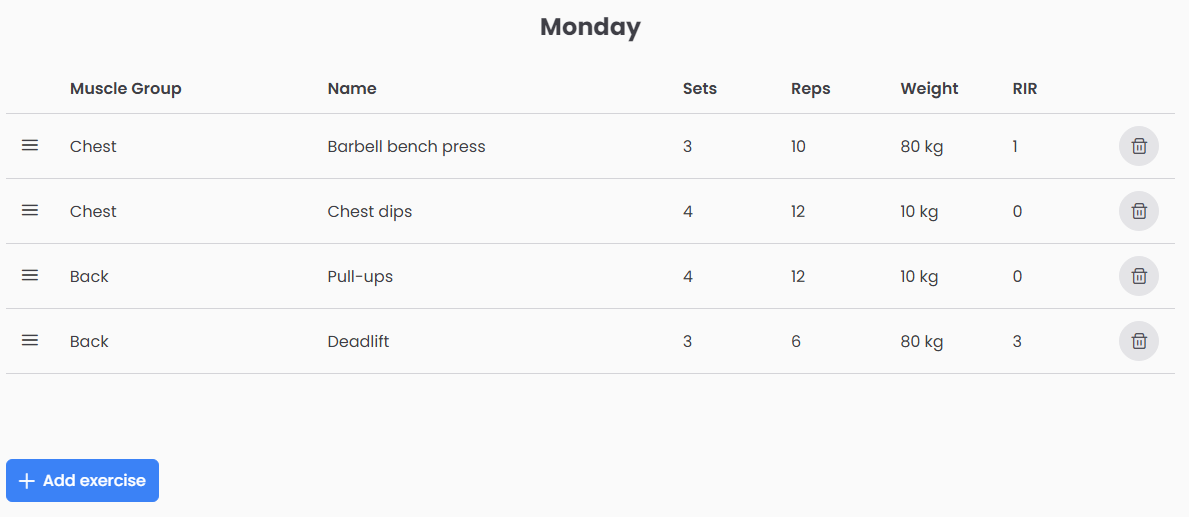 Monday
Muscle Group Name Sets Reps Weight RIR
Chest Barbell bench press 3 10 80 kg 1
Chest Chest dips 4 12 10 kg 0
Back Pull-ups 4 12 10 kg 0
Back Deadlift 3 6 80 kg 3
Add exercise